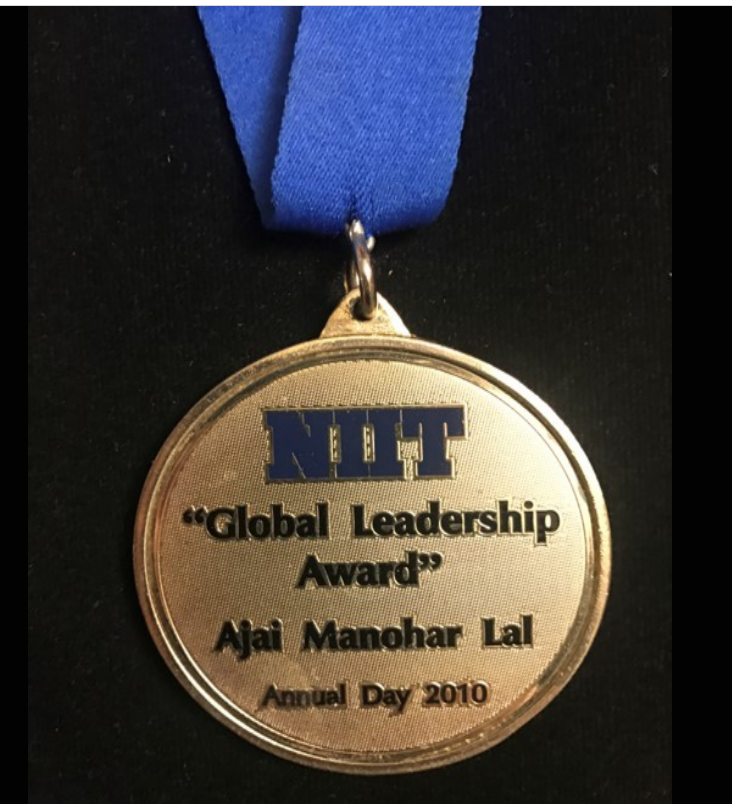 NIIT
“Global Leadership
Award”
Ajai Manohar Lal
Annual Day 2010